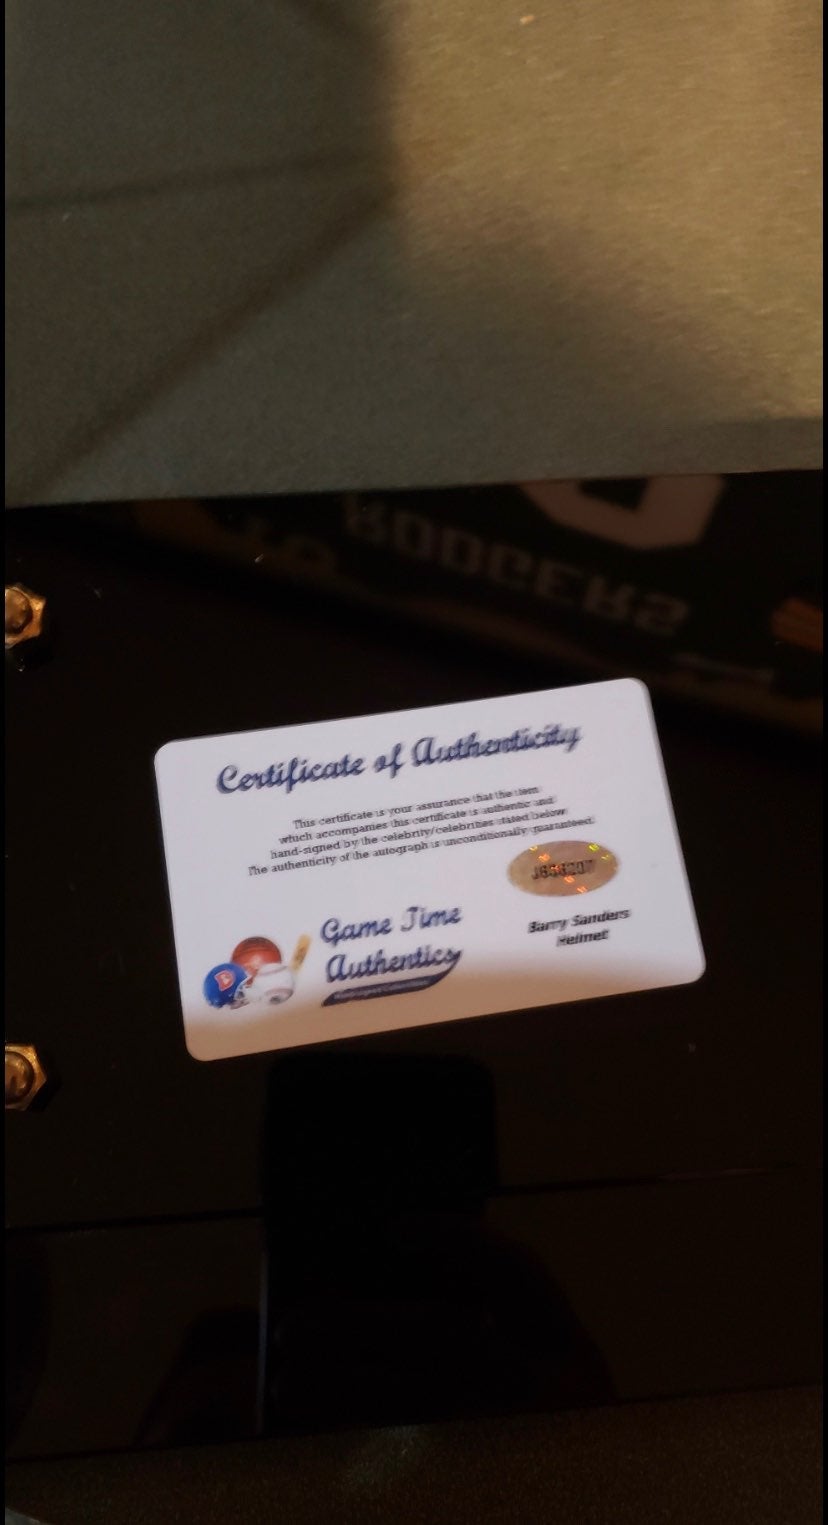 RODGERS
Certificate of Authenticity
This certificate is your assurance that the item
which accompanies this certificate is authentic and
hand-signed by the celebrity/celebrities stated below
The authenticity of the autograph is unconditionally guaranteed.
Barry Sanders
Helmet
Game Time
Authentics